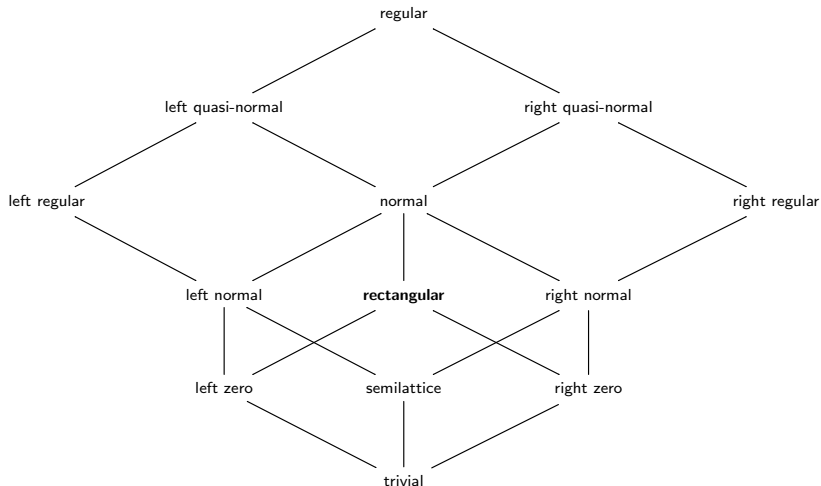 regular
left quasi-normal
right quasi-normal
left regular
normal
right regular
left normal
rectangular
right normal
left zero
semilattice
right zero
trivial